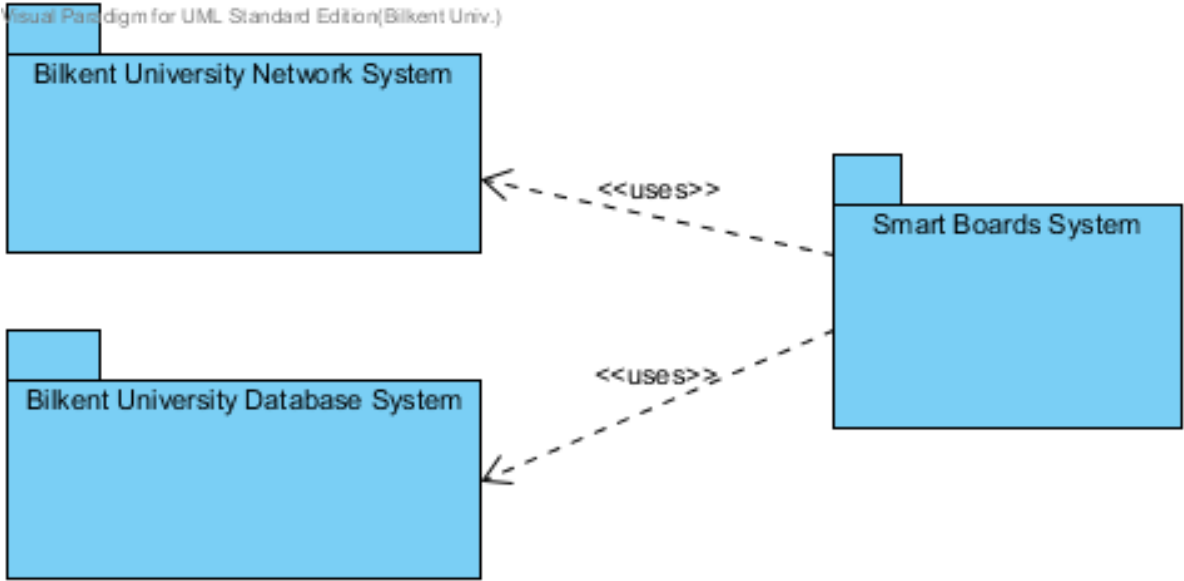 Visual Paradigm for UML Standard Edition(Bilkent Univ.)
Bilkent University Network System
<<uses>>
Smart Boards System
<<uses>>
Bilkent University Database System